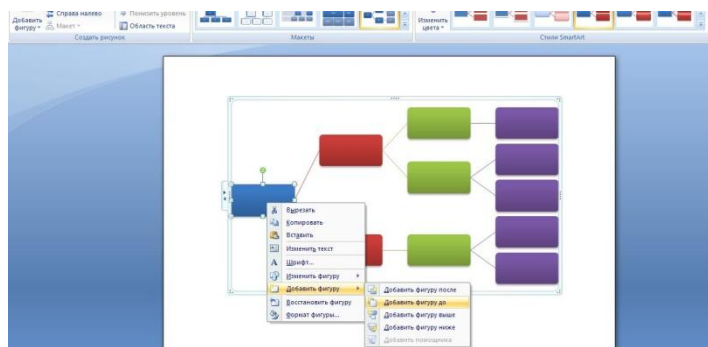 Добавить фигуру
Справа налево
Макет
Понизить уровень
Область текста
Создать рисунок
Макеты
Изменить цвета
Стили SmartArt
Вырезать
Копировать
Вставить
Изменить текст
Шрифт...
Изменить фигуру
Добавить фигуру
Восстановить фигуру
Формат фигуры...
Добавить фигуру после
Добавить фигуру до
Добавить фигуру выше
Добавить фигуру ниже
Добавить помощника